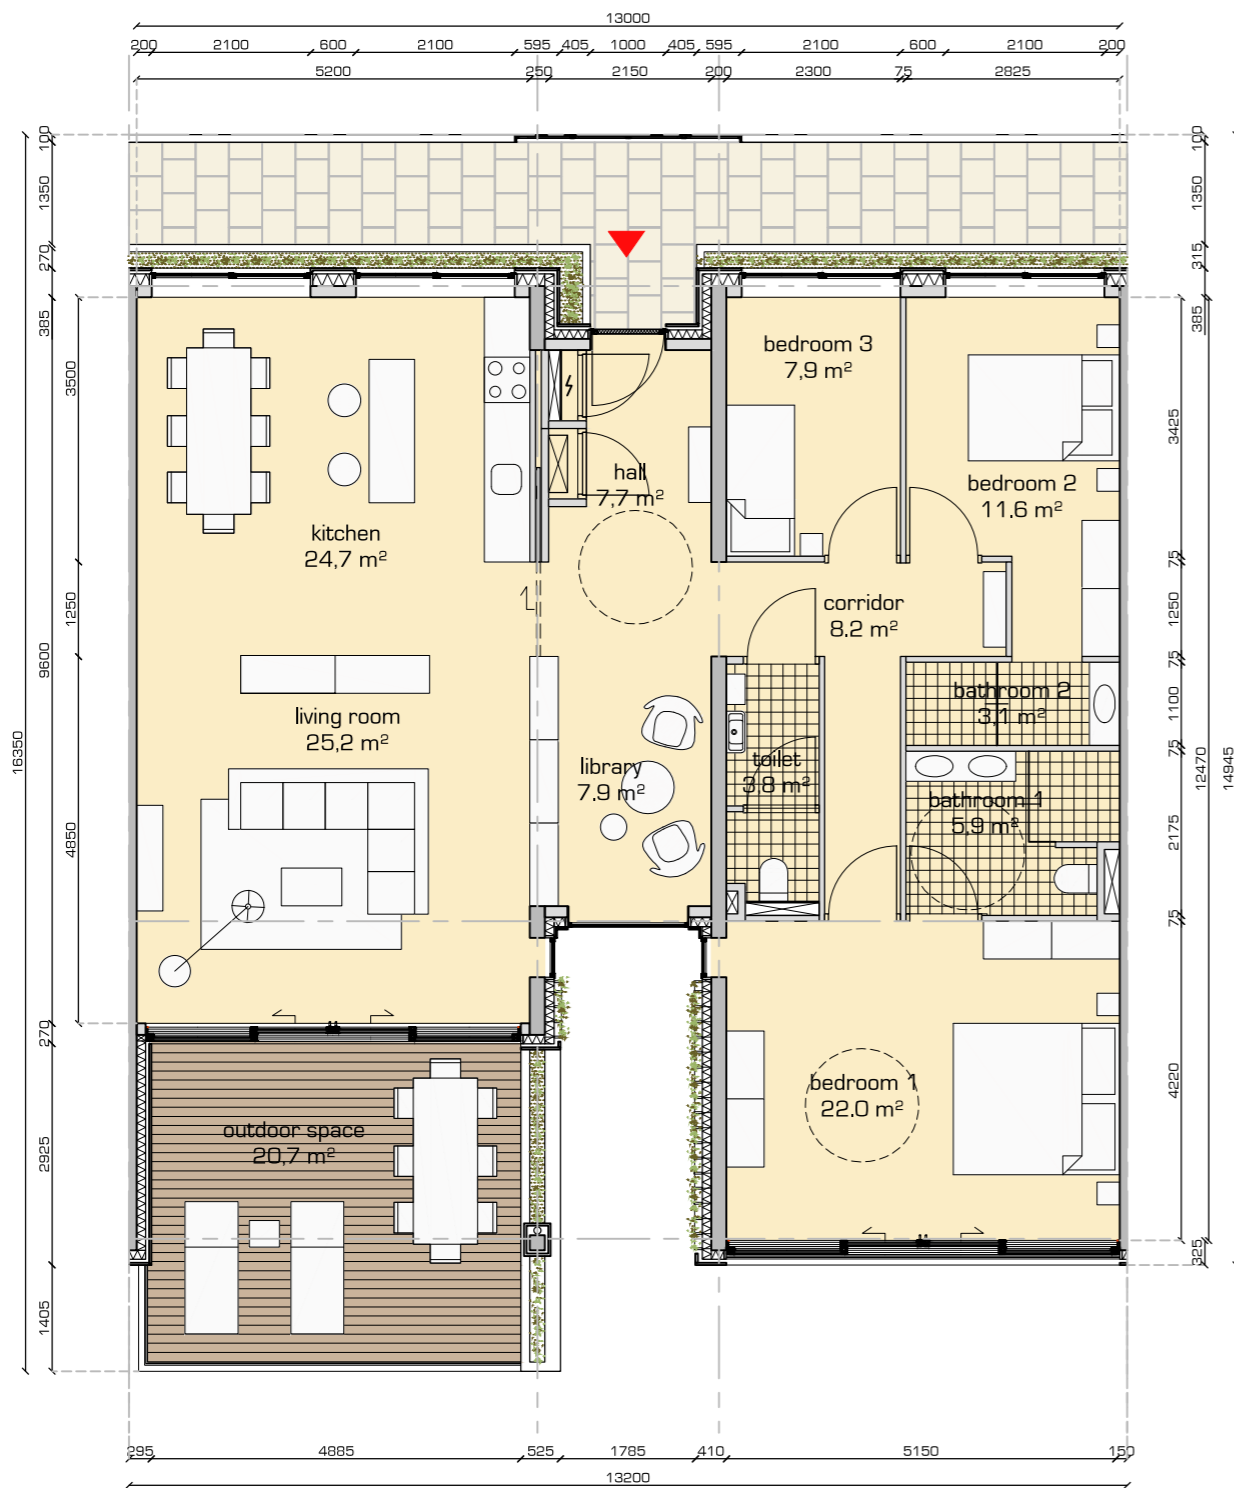 13000
200 2100 600 2100 595 405 1000 405 595 2100 600 2100 200
5200 250 2150 200 2300 75 2825
100
1350
270
385
3500
1250
9600
16350
4850
270
2925
1405
100
1350
315
385
3425
75
1250
75
1100
75
12470
14945
2175
75
4220
325
bedroom 3
7,9 m²
hall
7,7 m²
bedroom 2
11.6 m²
kitchen
24,7 m²
corridor
8.2 m²
living room
25,2 m²
bathroom 2
3,1 m²
library
7.9 m²
toilet
3.8 m²
bathroom 1
5,9 m²
bedroom 1
22.0 m²
outdoor space
20,7 m²
295 4885 525 1785 410 5150 150
13200